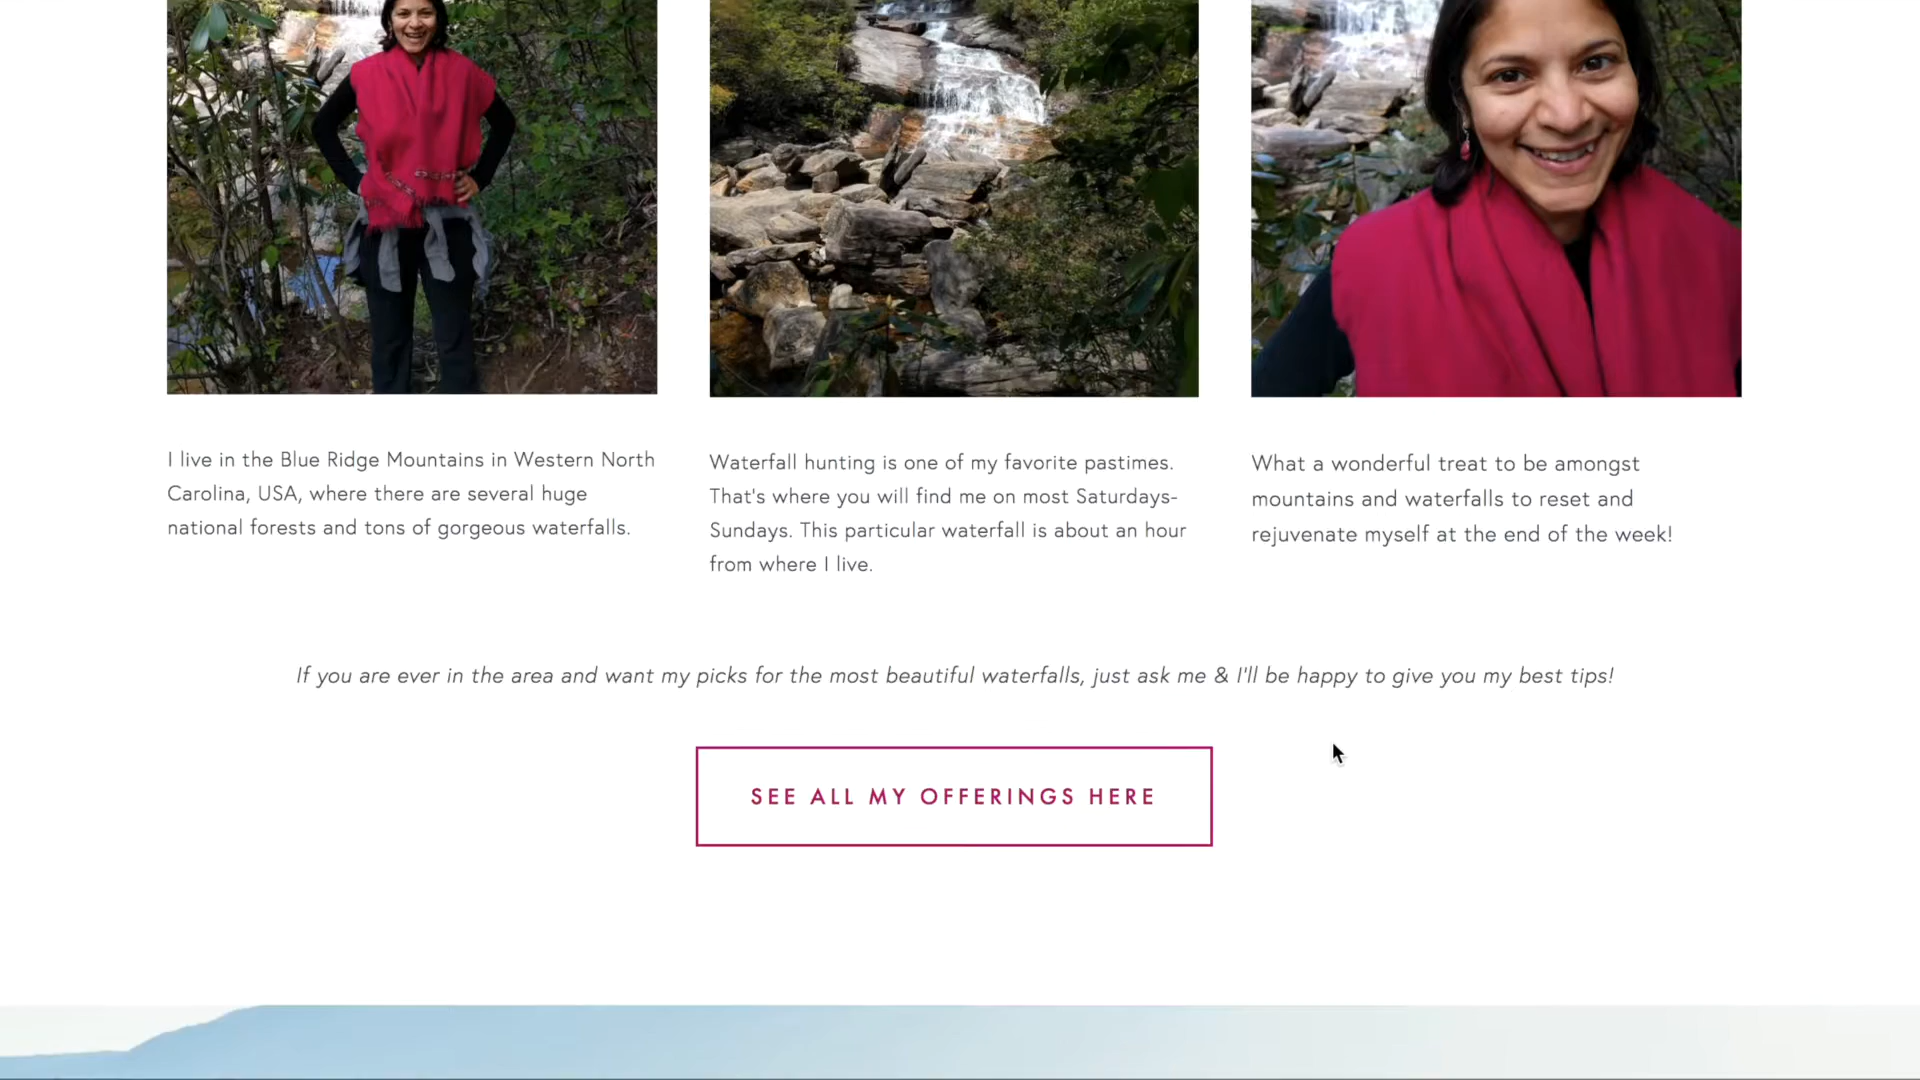 I live in the Blue Ridge Mountains in Western North
Carolina, USA, where there are several huge
national forests and tons of gorgeous waterfalls.
Waterfall hunting is one of my favorite pastimes.
That's where you will find me on most Saturdays-
Sundays. This particular waterfall is about an hour
from where I live.
What a wonderful treat to be amongst
mountains and waterfalls to reset and
rejuvenate myself at the end of the week!
If you are ever in the area and want my picks for the most beautiful waterfalls, just ask me & I'll be happy to give you my best tips!
SEE ALL MY OFFERINGS HERE